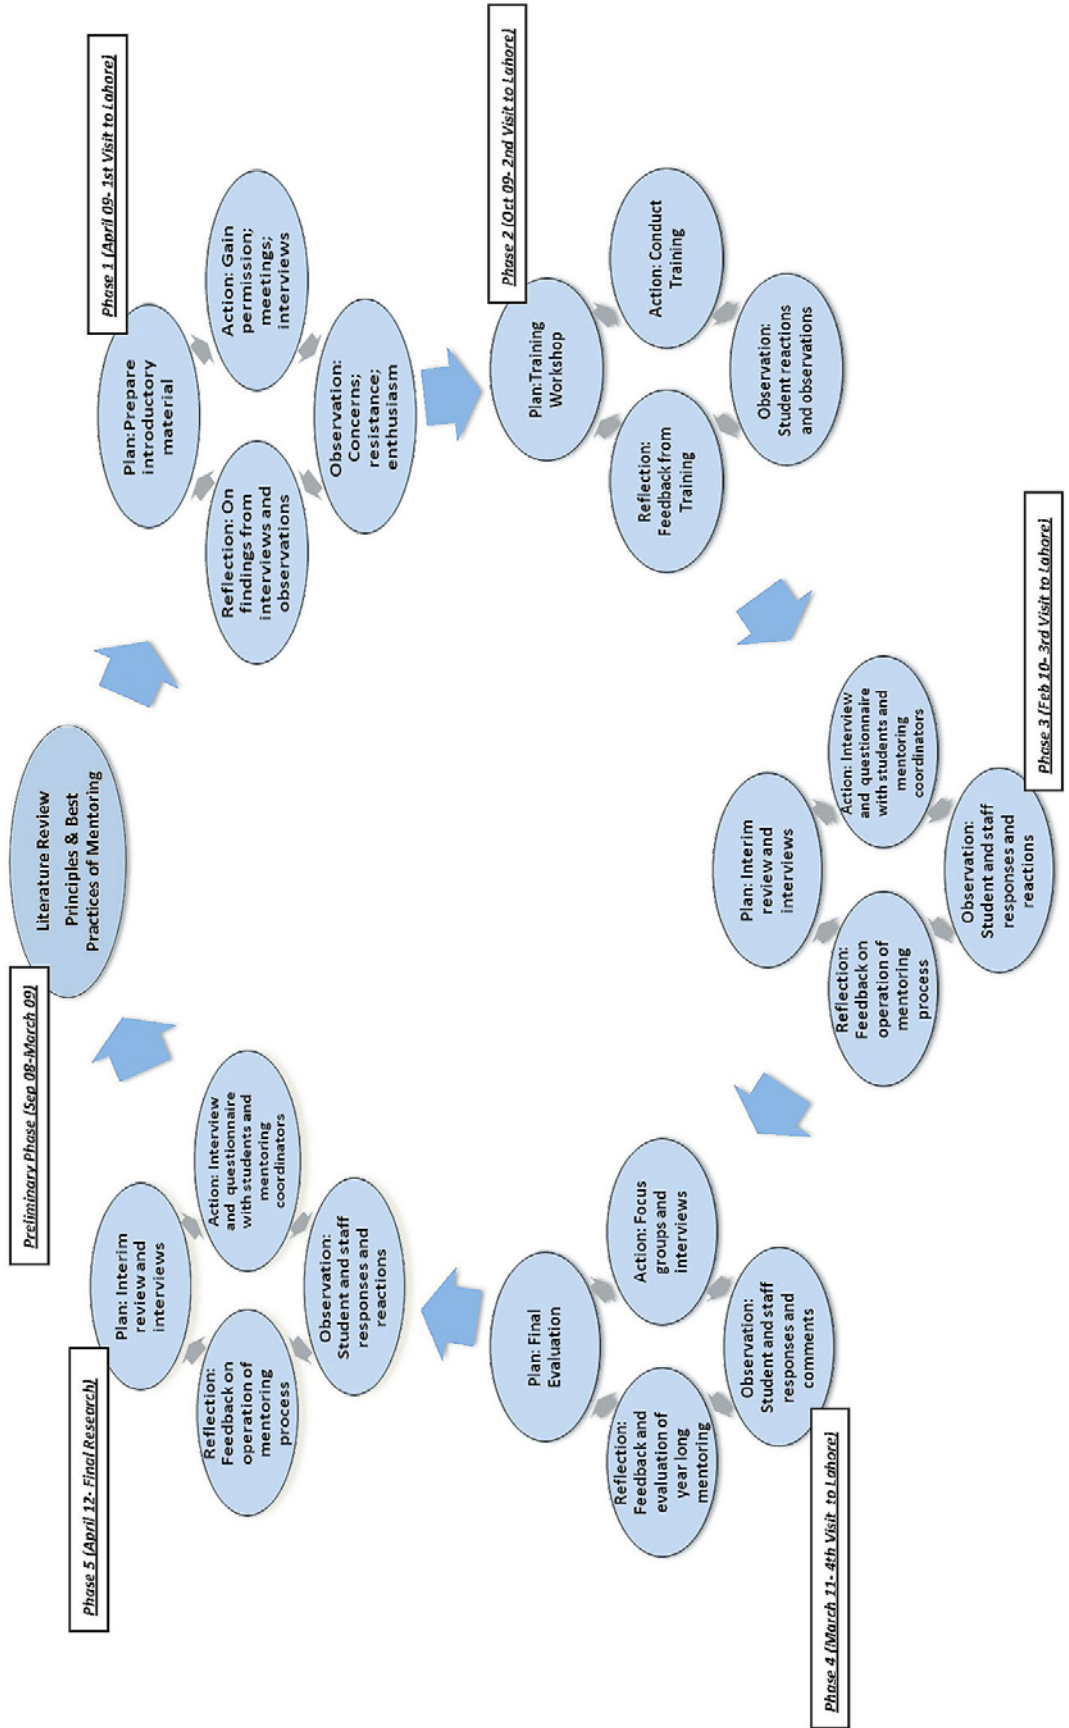 Preliminary Phase (Sep 08-March 09)
Literature Review
Principles & Best
Practices of Mentoring
Phase 1 (April 09- 1st Visit to Lahore)
Plan: Prepare
introductory
material
Action: Gain
permission;
meetings;
interviews
Observation:
Concerns;
resistance;
enthusiasm
Reflection: On
findings from
interviews and
observations
Phase 2 (Oct 09- 2nd Visit to Lahore)
Plan:Training
Workshop
Action: Conduct
Training
Observation:
Student reactions
and observations
Reflection:
Feedback from
Training
Phase 3 (Feb 10- 3rd Visit to Lahore)
Plan: Interim
review and
interviews
Action: Interview
and questionnaire
with students and
mentoring
coordinators
Observation:
Student and staff
responses and
reactions
Reflection:
Feedback on
operation of
mentoring
process
Phase 4 (March 11- 4th Visit to Lahore)
Plan: Final
Evaluation
Action: Focus
groups and
interviews
Observation:
Student and staff
responses and
comments
Reflection:
Feedback and
evaluation of
year long
mentoring
Phase 5 (April 12- Final Research)
Plan: Interim
review and
interviews
Action: Interview
and questionnaire
with students and
mentoring
coordinators
Observation:
Student and staff
responses and
reactions
Reflection:
Feedback on
operation of
mentoring
process